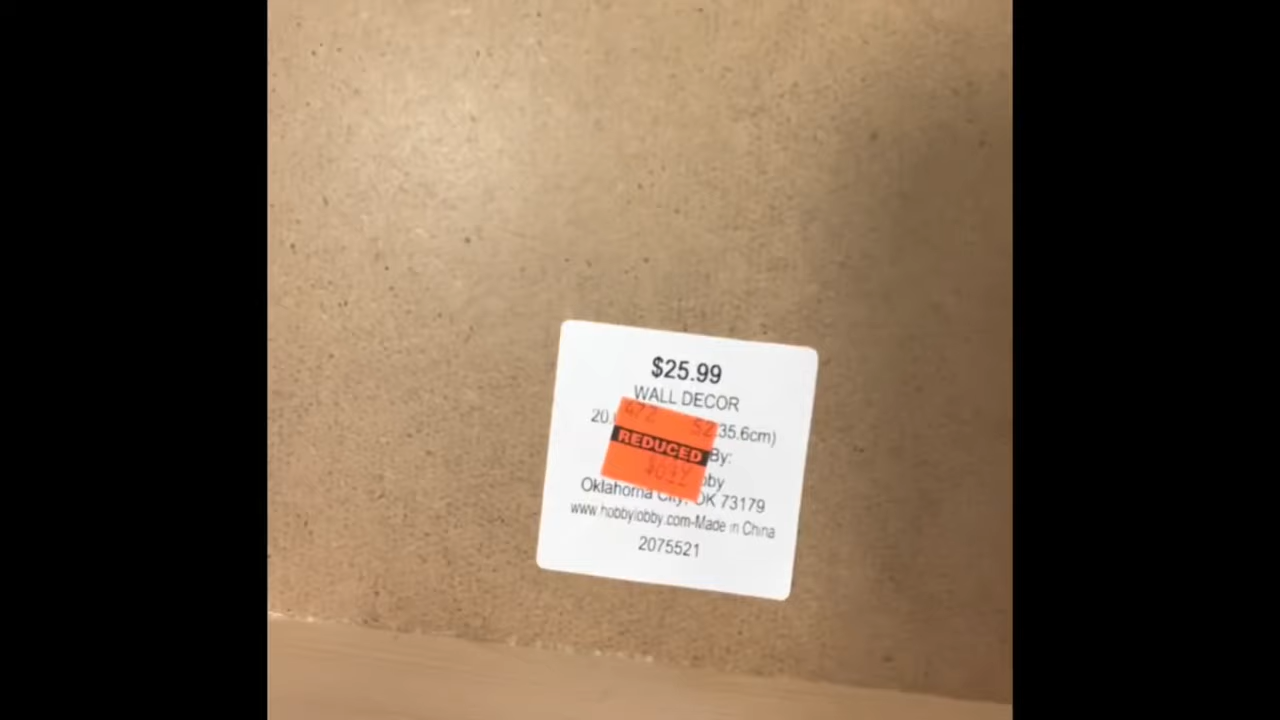 $25.99
WALL DECOR
20. 35.6cm)
REDUCED By:
Oklahoma City, OK 73179
www.hobbylobby.com-Made in China
2075521